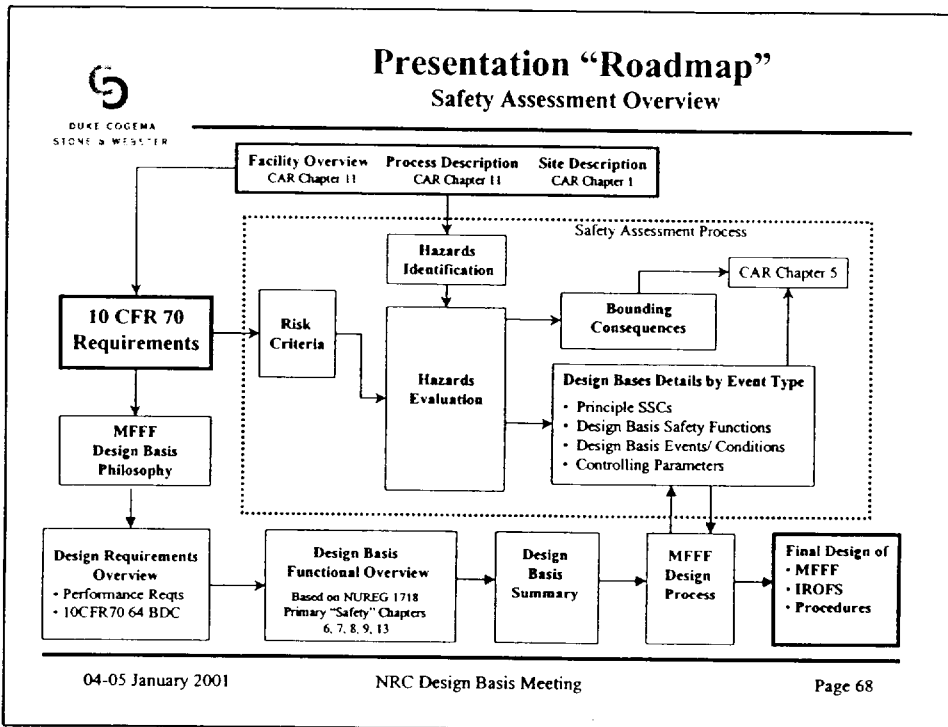 Presentation “Roadmap”
Safety Assessment Overview
DUKE COGEMA
STONE & WEBSTER
Facility Overview Process Description Site Description
CAR Chapter 11 CAR Chapter 11 CAR Chapter 1
Safety Assessment Process
Hazards
Identification
CAR Chapter 5
10 CFR 70
Requirements
Risk
Criteria
Bounding
Consequences
Hazards
Evaluation
Design Bases Details by Event Type
• Principle SSCs
• Design Basis Safety Functions
• Design Basis Events/ Conditions
• Controlling Parameters
MFFF
Design Basis
Philosophy
Design Requirements
Overview
• Performance Reqts
• 10CFR70 64 BDC
Design Basis
Functional Overview
Based on NUREG 1718
Primary “Safety” Chapters
6, 7, 8, 9, 13
Design
Basis
Summary
MFFF
Design
Process
Final Design of
• MFFF
• IROFS
• Procedures
04-05 January 2001
NRC Design Basis Meeting
Page 68